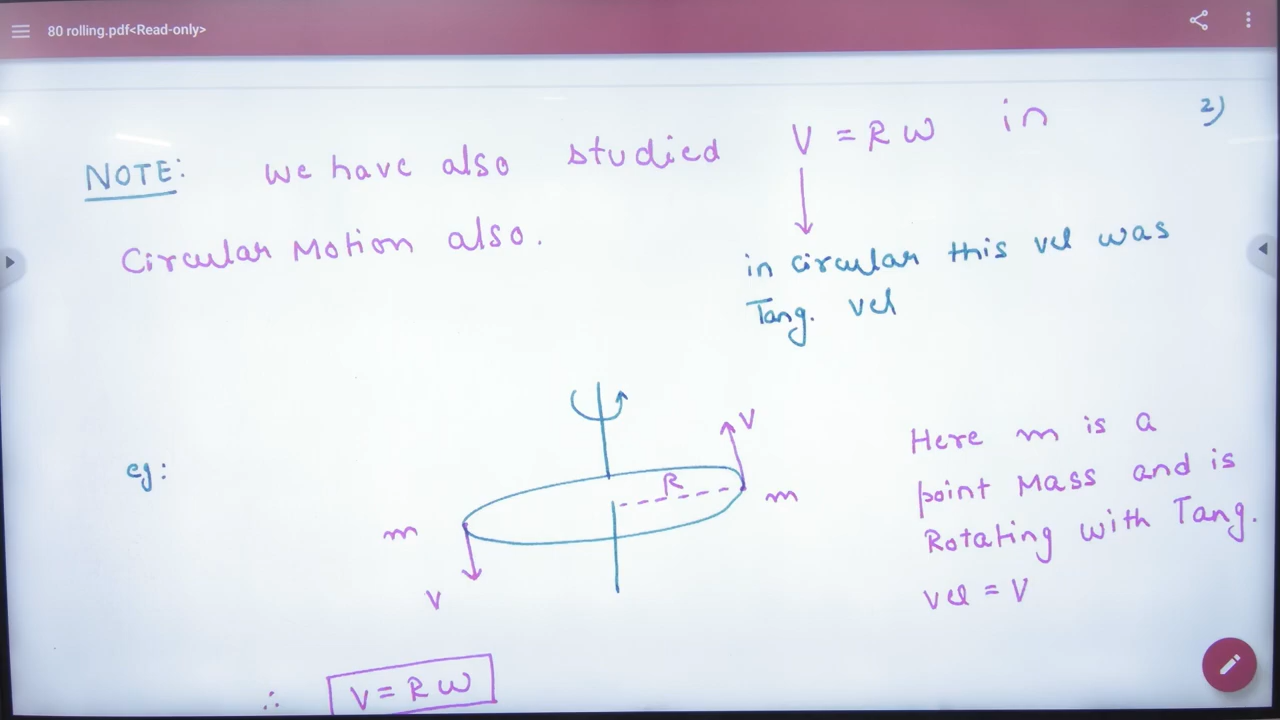 80 rolling.pdf<Read-only>
2)
NOTE: We have also studied V = R ω in
Circular Motion also.
in circular this vel was
Tang. vel
eg:
V
R
m
m
V
Here m is a
point Mass and is
Rotating with Tang.
vel = V
∴ V = R ω